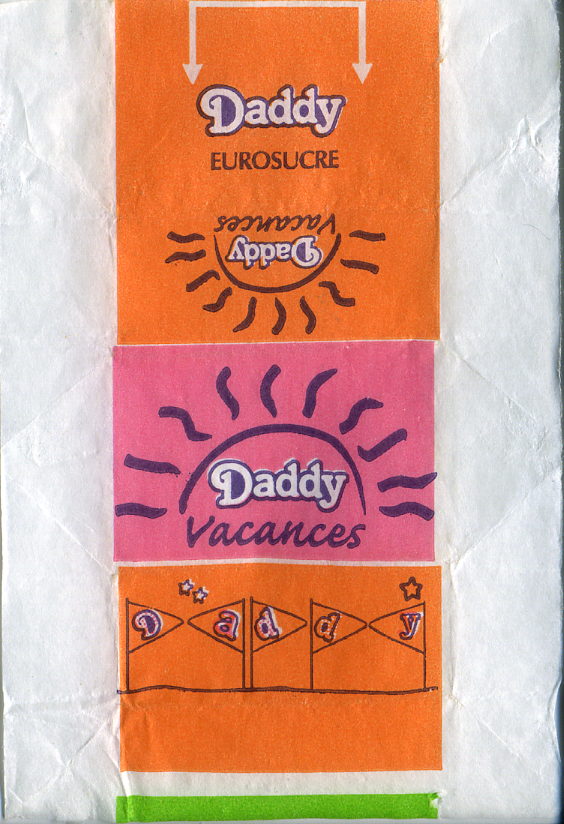 Daddy
EUROSUCRE
Vacances
Daddy
Daddy
Vacances
D a d d y